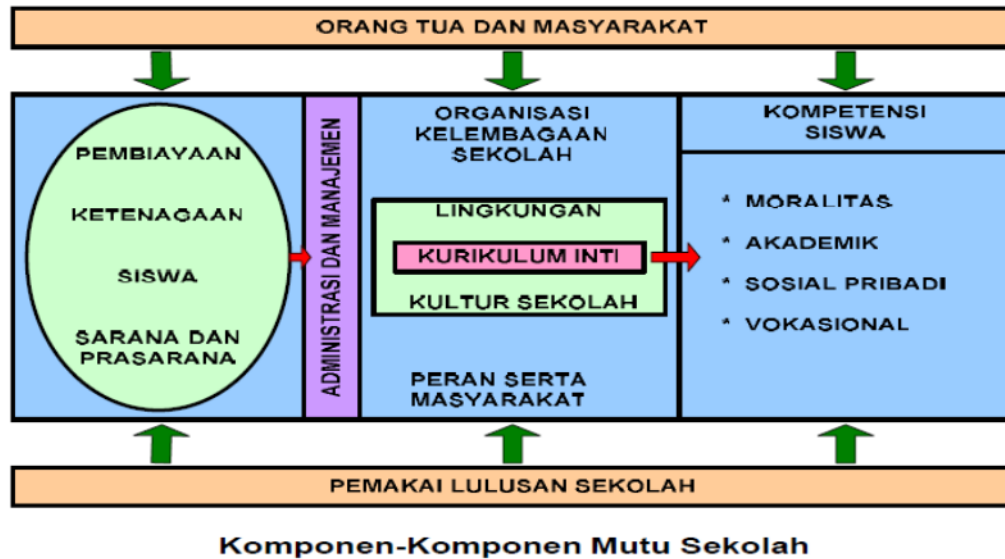 ORANG TUA DAN MASYARAKAT
PEMBIAYAAN
KETENAGAAN
SISWA
SARANA DAN
PRASARANA
ADMINISTRASI DAN MANAJEMEN
ORGANISASI
KELEMBAGAAN
SEKOLAH
LINGKUNGAN
KURIKULUM INTI
KULTUR SEKOLAH
PERAN SERTA
MASYARAKAT
KOMPETENSI
SISWA
* MORALITAS
* AKADEMIK
* SOSIAL PRIBADI
* VOKASIONAL
PEMAKAI LULUSAN SEKOLAH
Komponen-Komponen Mutu Sekolah